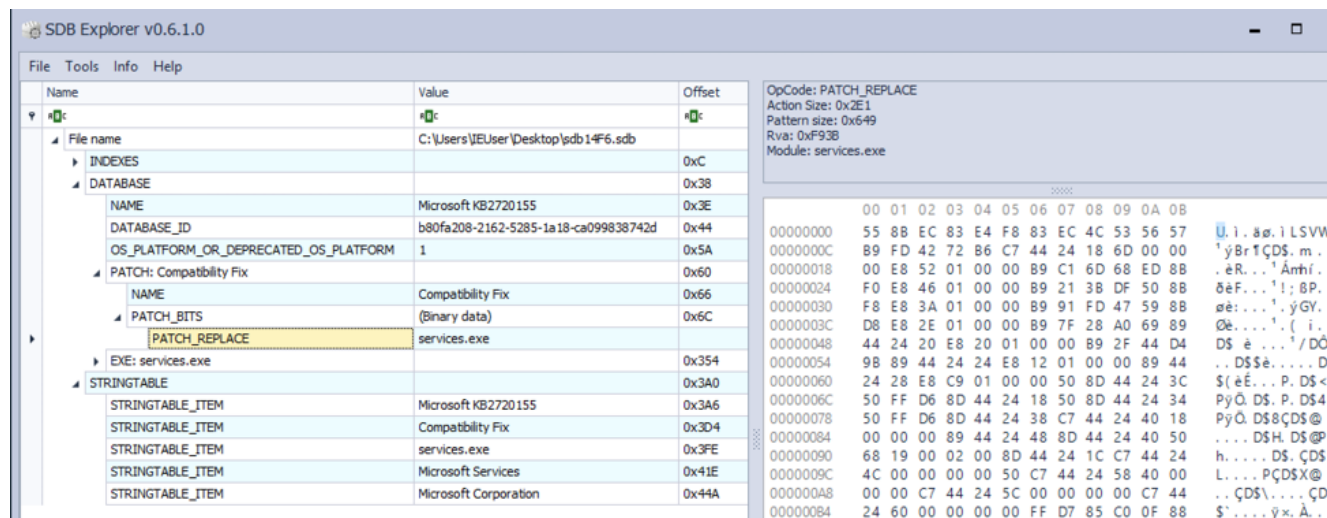 SDB Explorer v0.6.1.0
File Tools Info Help
Name Value Offset
File name C:\Users\IEUser\Desktop\sdb14F6.sdb
INDEXES 0xC
DATABASE 0x38
NAME Microsoft KB2720155 0x3E
DATABASE_ID b80fa208-2162-5285-1a18-ca099838742d 0x44
OS_PLATFORM_OR_DEPRECATED_OS_PLATFORM 1 0x5A
PATCH: Compatibility Fix 0x60
NAME Compatibility Fix 0x66
PATCH_BITS (Binary data) 0x6C
PATCH_REPLACE services.exe
EXE: services.exe 0x354
STRINGTABLE 0x3A0
STRINGTABLE_ITEM Microsoft KB2720155 0x3A6
STRINGTABLE_ITEM Compatibility Fix 0x3D4
STRINGTABLE_ITEM services.exe 0x3FE
STRINGTABLE_ITEM Microsoft Services 0x41E
STRINGTABLE_ITEM Microsoft Corporation 0x44A
OpCode: PATCH_REPLACE
Action Size: 0x2E1
Pattern size: 0x649
Rva: 0xF93B
Module: services.exe
00 01 02 03 04 05 06 07 08 09 0A 0B
00000000 55 8B EC 83 E4 F8 83 EC 4C 53 56 57
0000000C B9 FD 42 72 B6 C7 44 24 18 6D 00 00
00000018 00 E8 52 01 00 00 B9 C1 6D 68 ED 8B
00000024 F0 E8 46 01 00 00 B9 21 3B DF 50 8B
00000030 F8 E8 3A 01 00 00 B9 91 FD 47 59 8B
0000003C D8 E8 2E 01 00 00 B9 7F 28 A0 69 89
00000048 44 24 20 E8 20 01 00 00 B9 2F 44 D4
00000054 9B 89 44 24 24 E8 12 01 00 00 89 44
00000060 24 28 E8 C9 01 00 00 50 8D 44 24 3C
0000006C 50 FF D6 8D 44 24 18 50 8D 44 24 34
00000078 50 FF D6 8D 44 24 38 C7 44 24 40 18
00000084 00 00 00 89 44 24 48 8D 44 24 40 50
00000090 68 19 00 02 00 8D 44 24 1C C7 44 24
0000009C 4C 00 00 00 00 50 C7 44 24 58 40 00
000000A8 00 00 C7 44 24 5C 00 00 00 00 C7 44
000000B4 24 60 00 00 00 00 FF D7 85 C0 0F 88